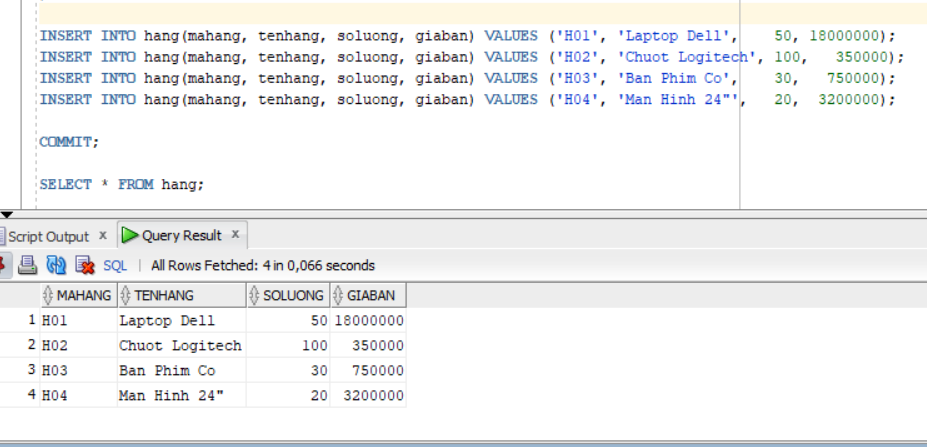 INSERT INTO hang(mahang, tenhang, soluong, giaban) VALUES ('H01', 'Laptop Dell', 50, 18000000);
INSERT INTO hang(mahang, tenhang, soluong, giaban) VALUES ('H02', 'Chuot Logitech', 100, 350000);
INSERT INTO hang(mahang, tenhang, soluong, giaban) VALUES ('H03', 'Ban Phim Co', 30, 750000);
INSERT INTO hang(mahang, tenhang, soluong, giaban) VALUES ('H04', 'Man Hinh 24"', 20, 3200000);
COMMIT;
SELECT * FROM hang;
Script Output x Query Result x
SQL | All Rows Fetched: 4 in 0,066 seconds
MAHANG TENHANG SOLUONG GIABAN
1 H01 Laptop Dell 50 18000000
2 H02 Chuot Logitech 100 350000
3 H03 Ban Phim Co 30 750000
4 H04 Man Hinh 24" 20 3200000